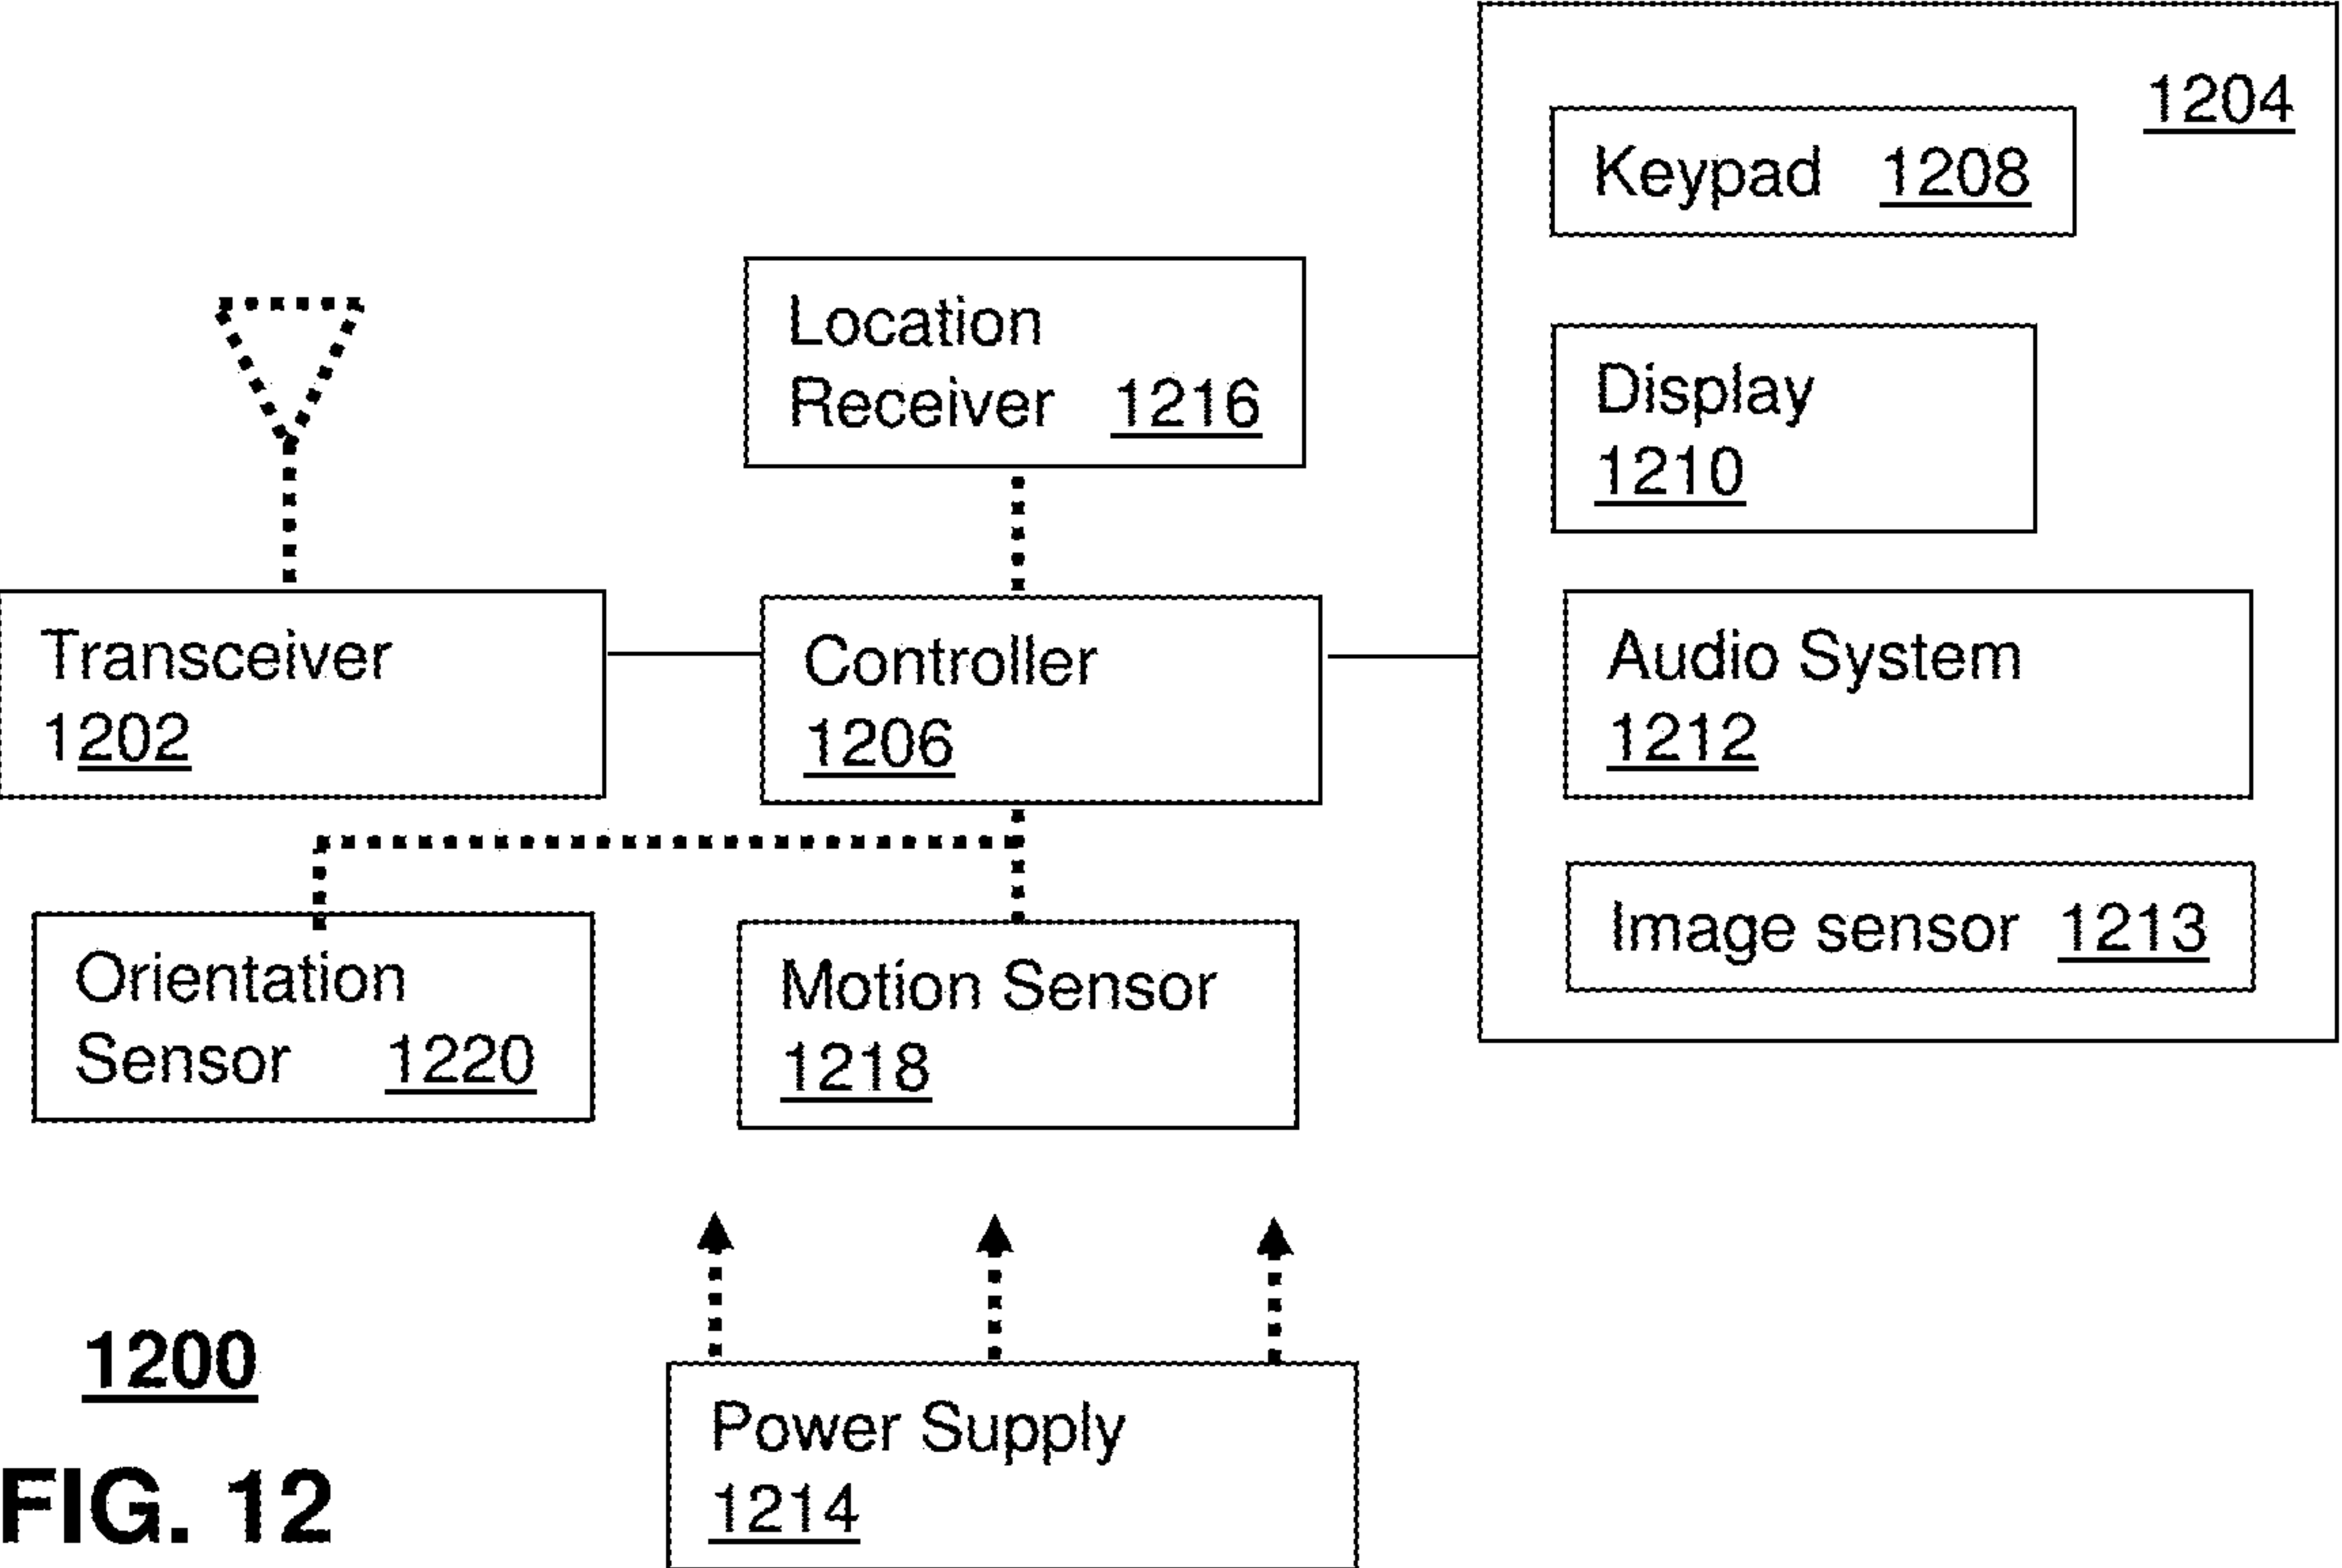 1204
Keypad 1208
Location
Receiver 1216
Display
1210
Transceiver
1202
Controller
1206
Audio System
1212
Image sensor 1213
Orientation
Sensor 1220
Motion Sensor
1218
1200
Power Supply
1214
FIG. 12